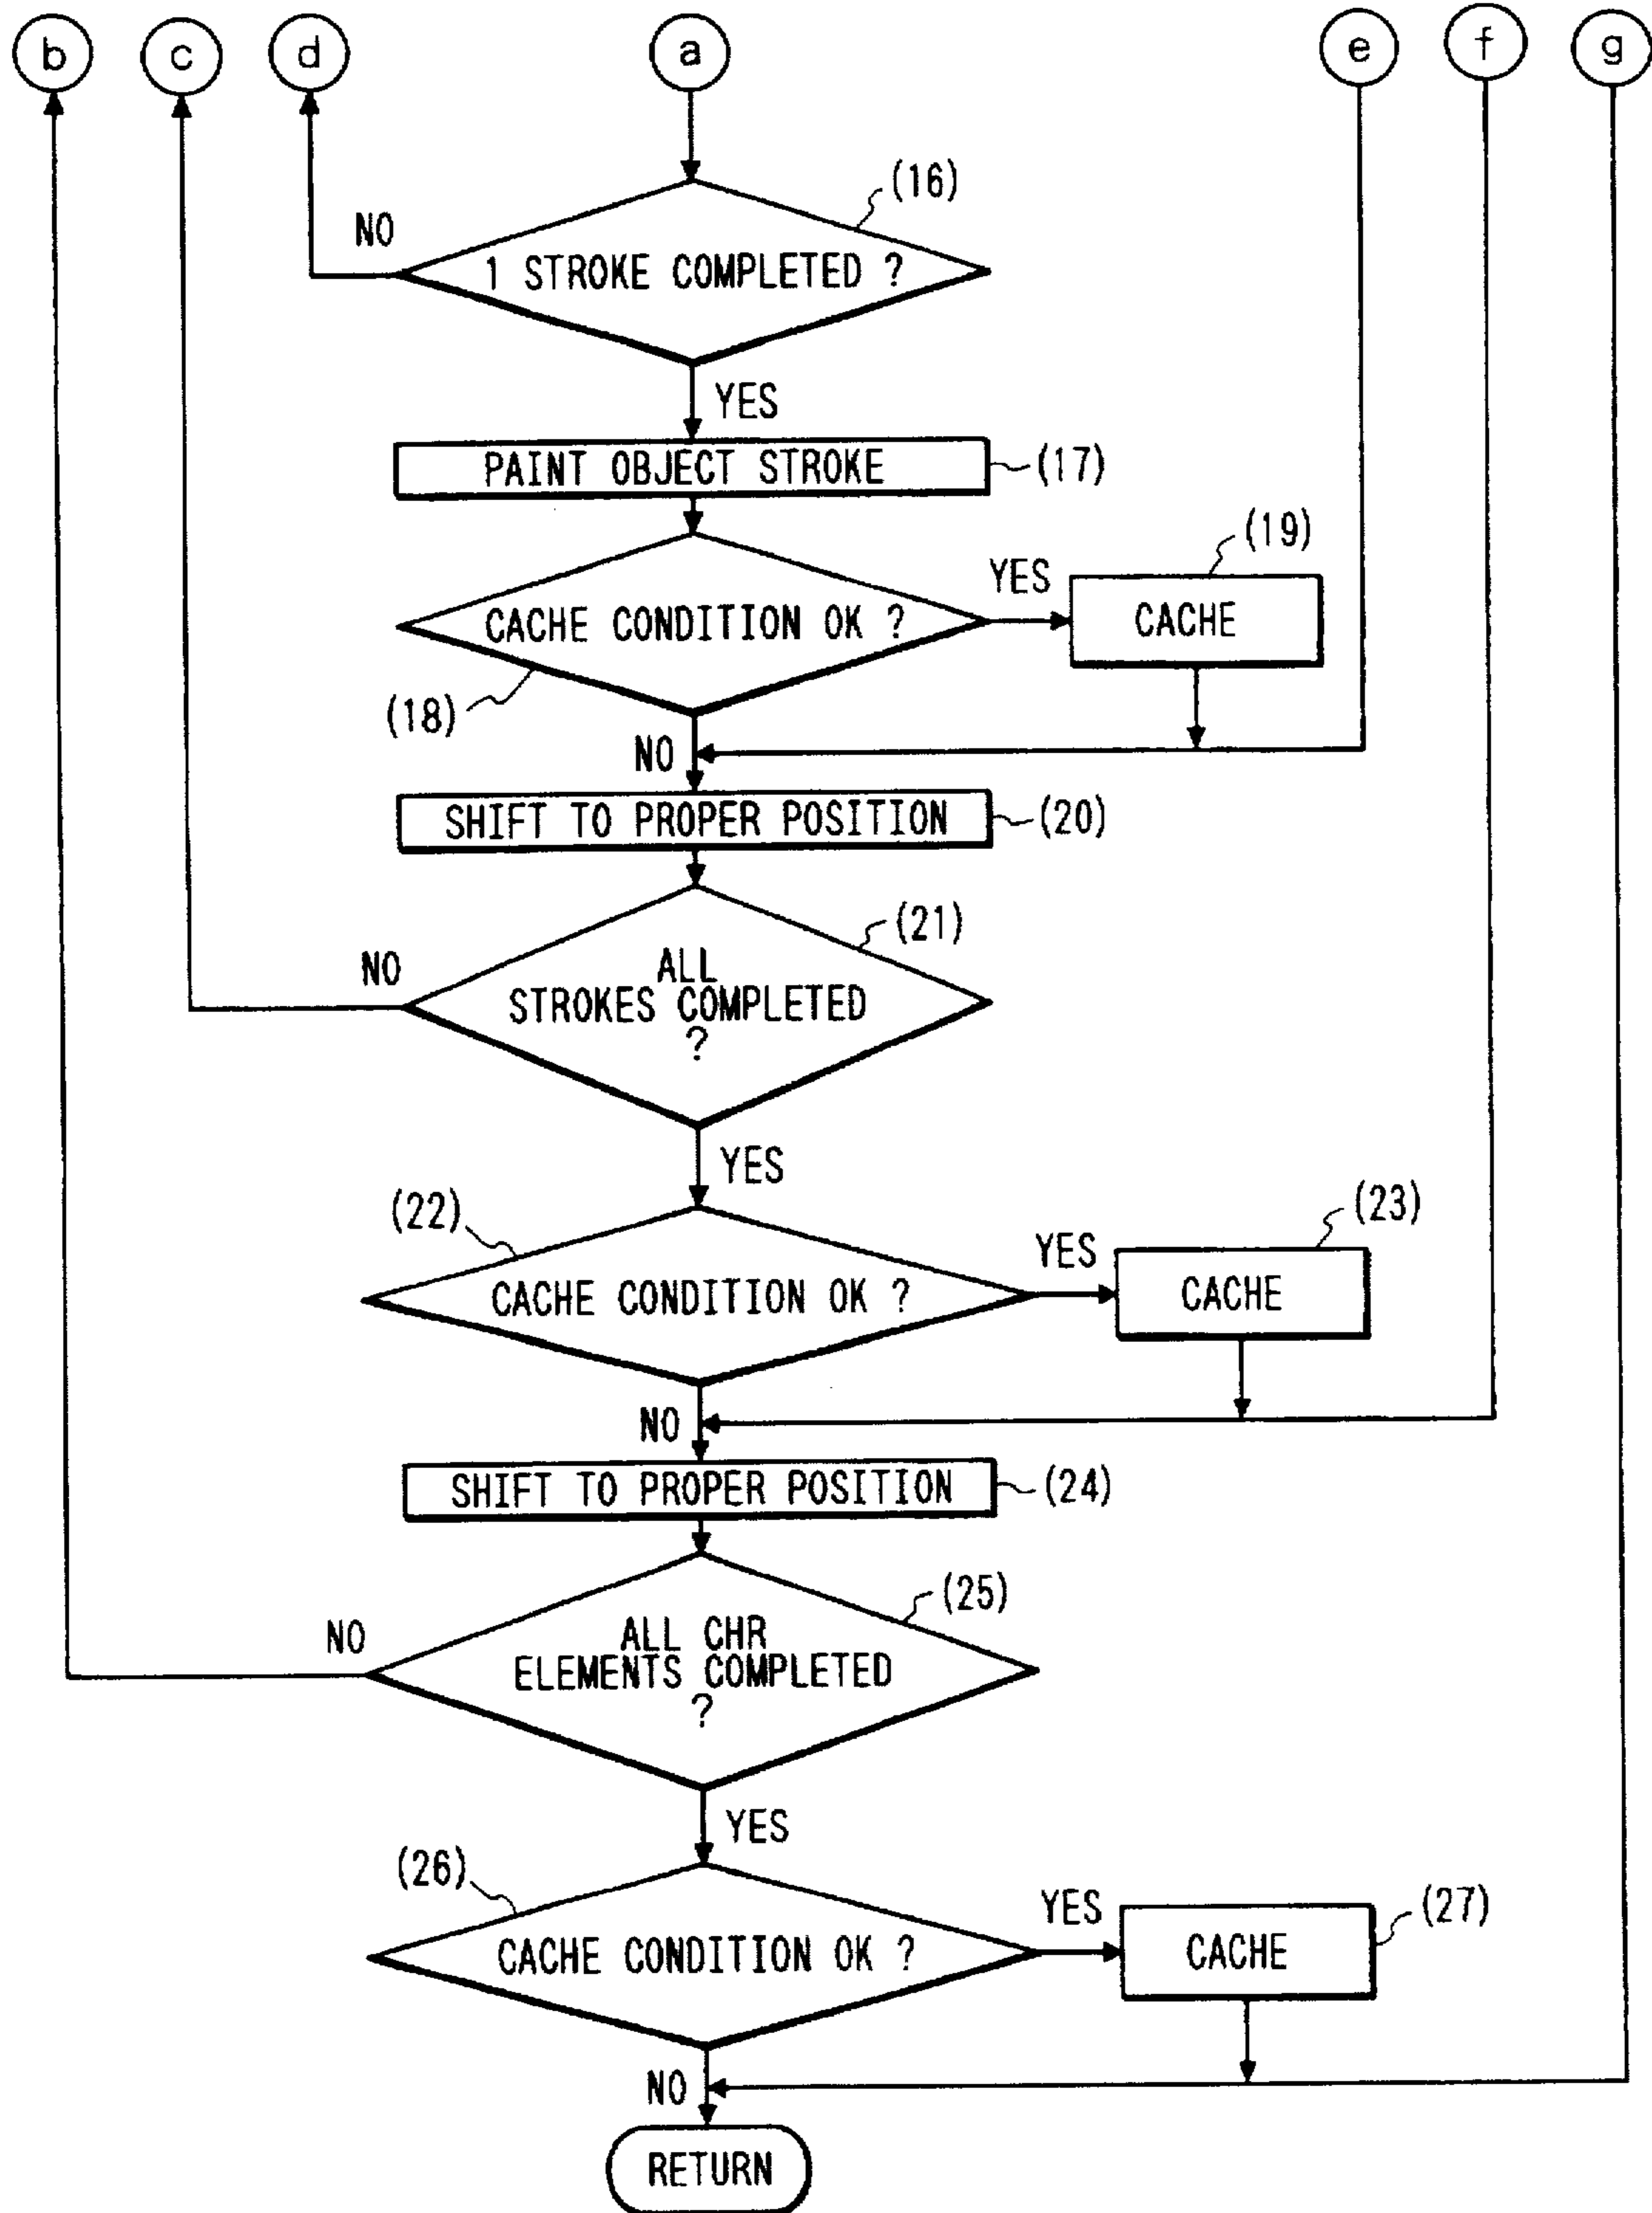 b
c
d
a
e
f
g
(16)
NO
1 STROKE COMPLETED ?
YES
PAINT OBJECT STROKE
(17)
(19)
YES
CACHE CONDITION OK ?
CACHE
(18)
NO
SHIFT TO PROPER POSITION
(20)
(21)
NO
ALL
STROKES COMPLETED
?
YES
(22)
(23)
YES
CACHE CONDITION OK ?
CACHE
NO
SHIFT TO PROPER POSITION
(24)
(25)
NO
ALL CHR
ELEMENTS COMPLETED
?
YES
(26)
YES
(27)
CACHE CONDITION OK ?
CACHE
NO
RETURN